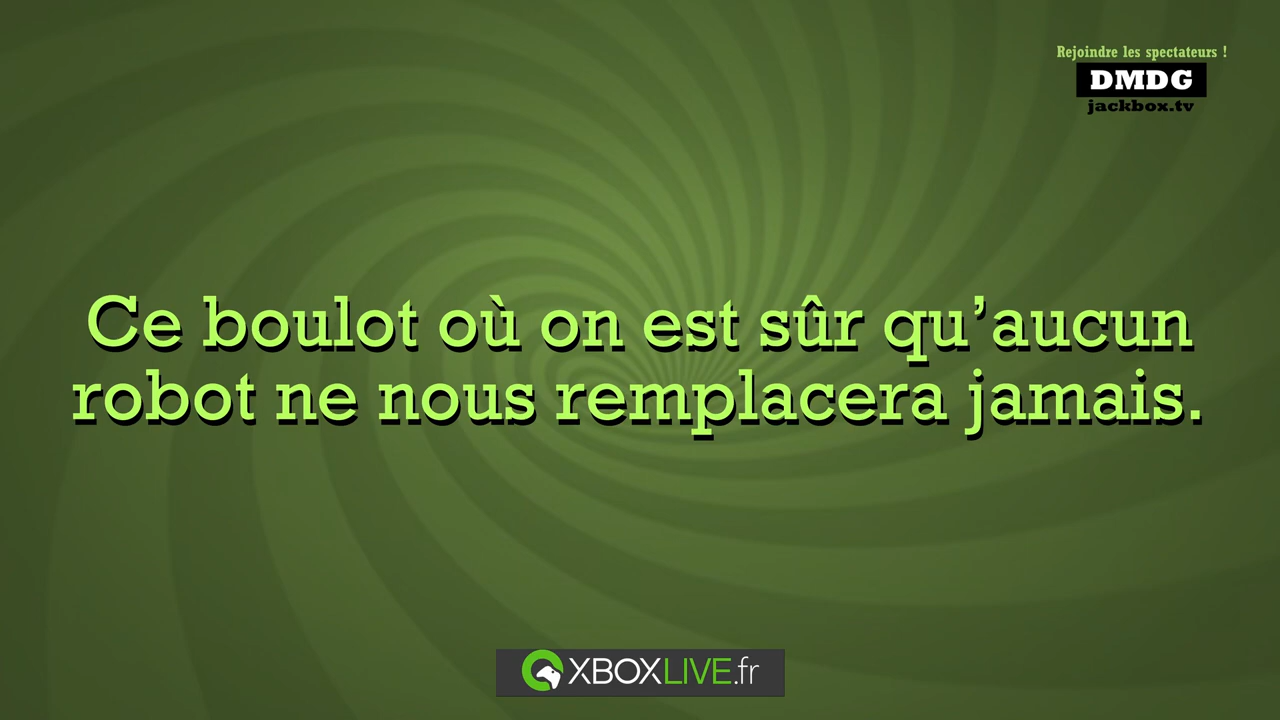 Rejoindre les spectateurs !
DMDG
jackbox.tv
Ce boulot où on est sûr qu’aucun
robot ne nous remplacera jamais.
XBOXLIVE.fr